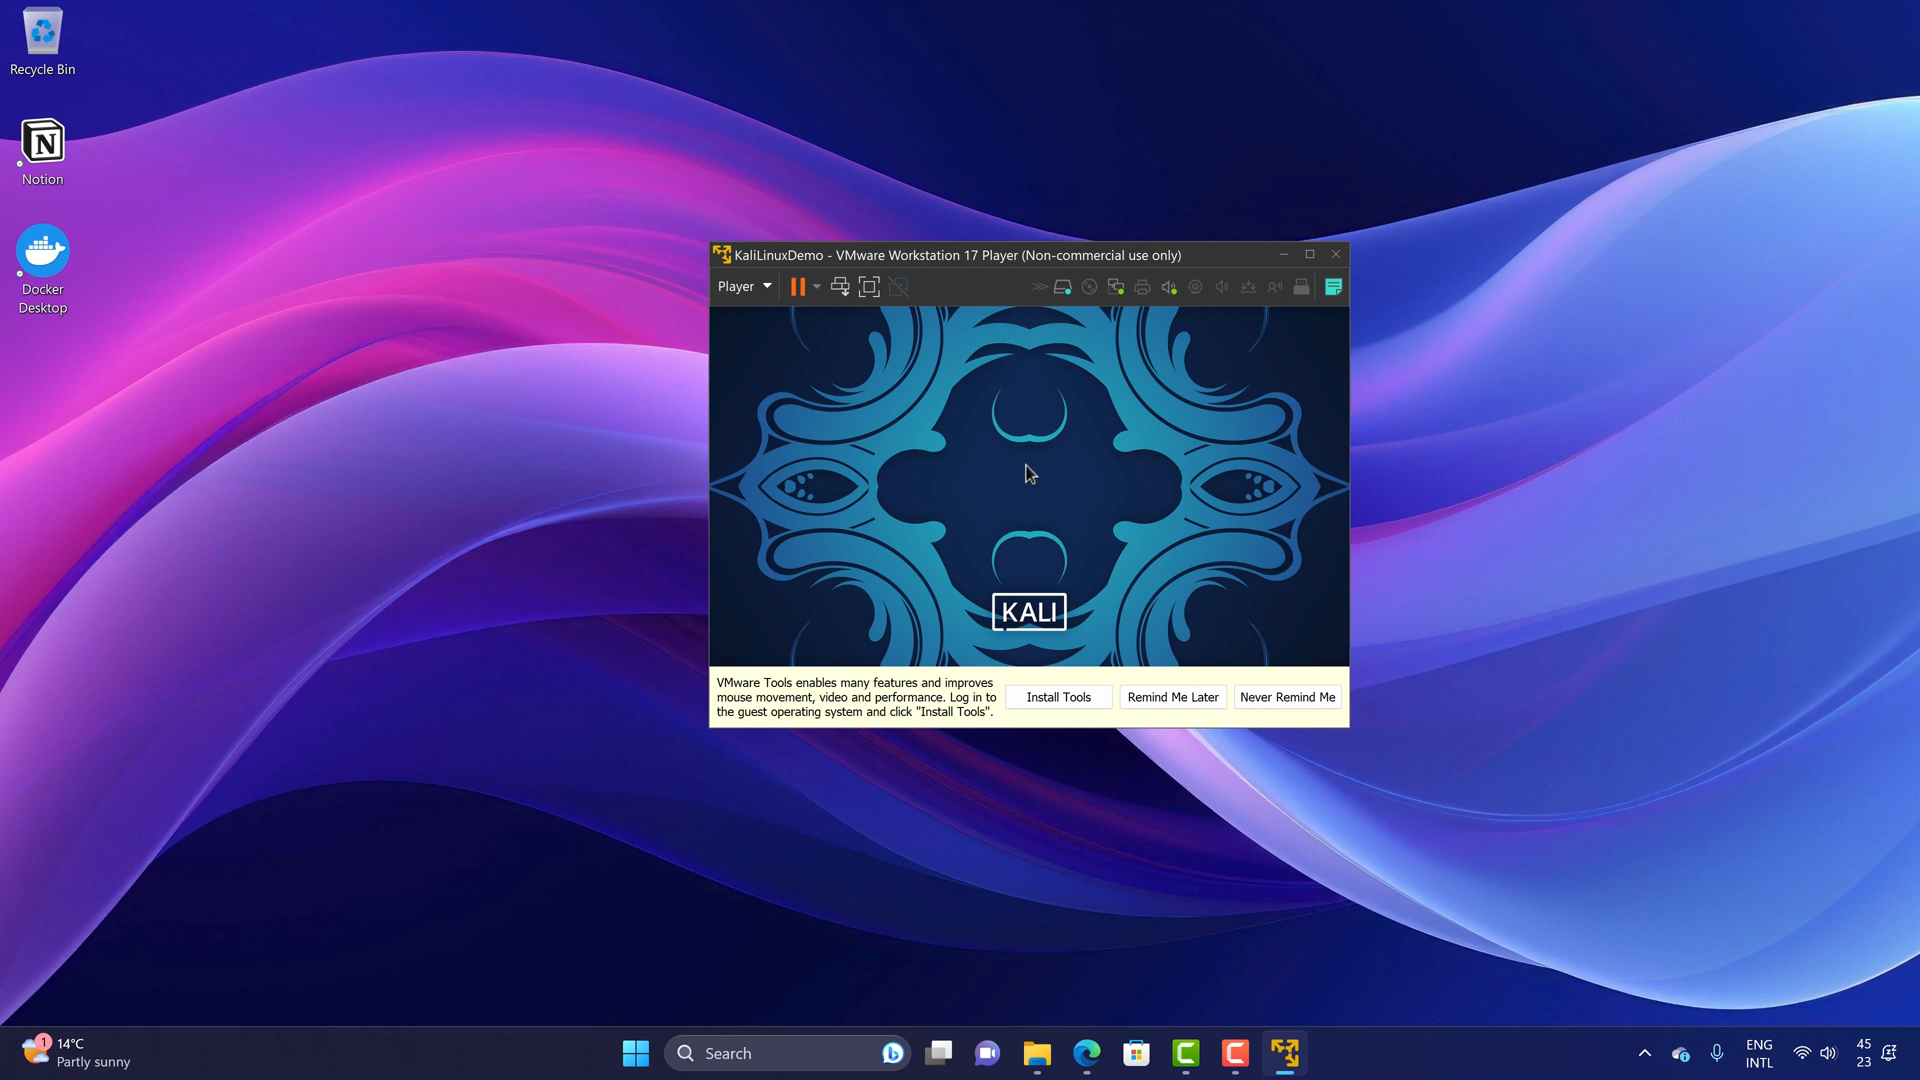 Recycle Bin
Notion
Docker
Desktop
KaliLinuxDemo - VMware Workstation 17 Player (Non-commercial use only)
Player
KALI
VMware Tools enables many features and improves
mouse movement, video and performance. Log in to
the guest operating system and click "Install Tools".
Install Tools
Remind Me Later
Never Remind Me
1
14°C
Partly sunny
Search
ENG
INTL
45
23